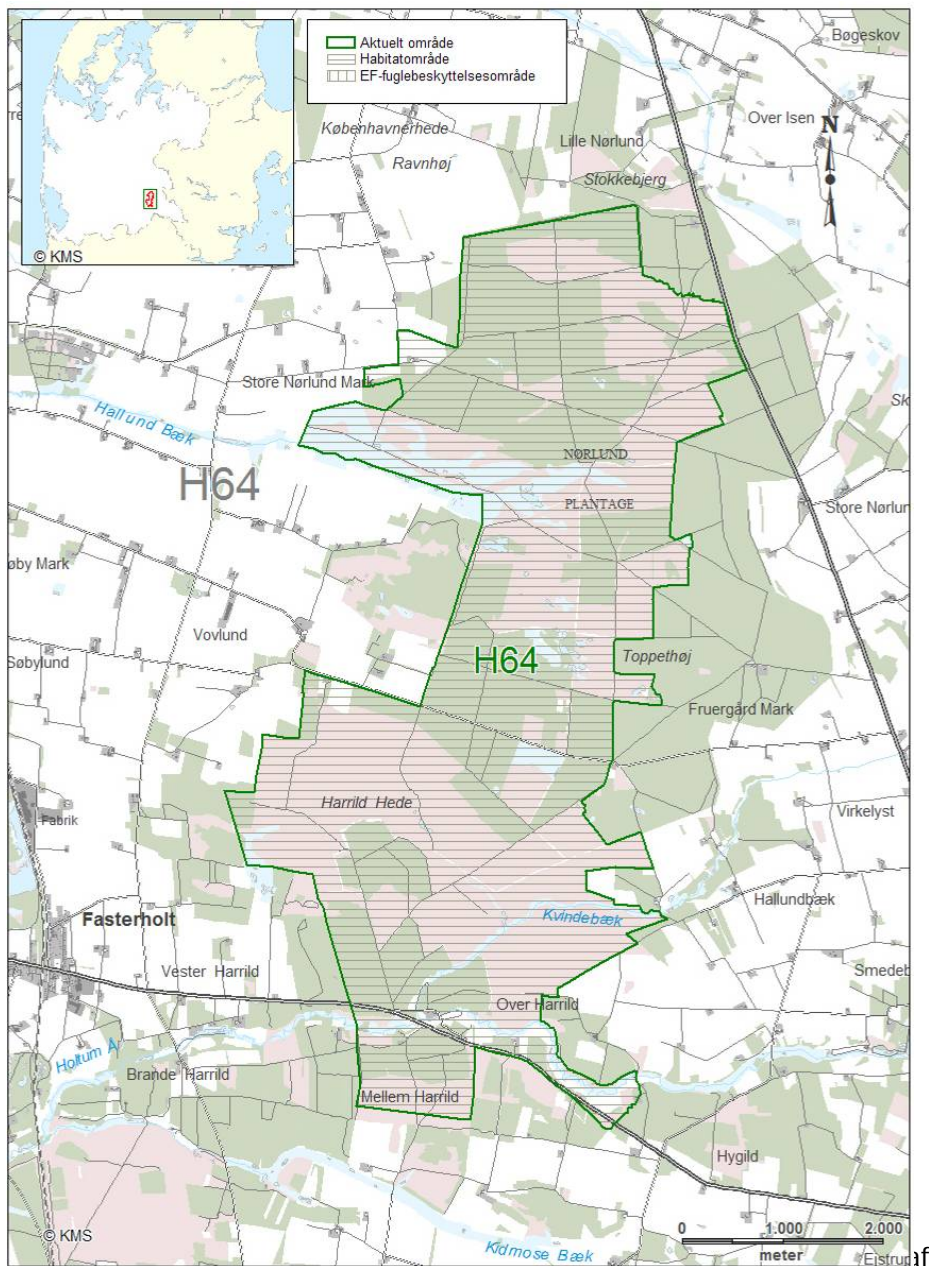 Aktuelt område
Habitatområde
EF-fuglebeskyttelsesområde
© KMS
Bøgeskov
Københavnerhede
Ravnhøj
Lille Nørlund
Over Isen
N
Stokkebjerg
Store Nørlund Mark
Hallund Bæk
H64
NØRLUND
PLANTAGE
Store Nørlun
øby Mark
Vovlund
Søbylund
H64
Toppethøj
Fruergård Mark
Harrild Hede
Fabrik
Virkelyst
Hallundbæk
Kvindebæk
Fasterholt
Vester Harrild
Over Harrild
Smedeb
Holtum Å
Brande Harrild
Mellem Harrild
Hygild
0 1.000 2.000
meter
© KMS
Kidmose Bæk
Ejstrup
af